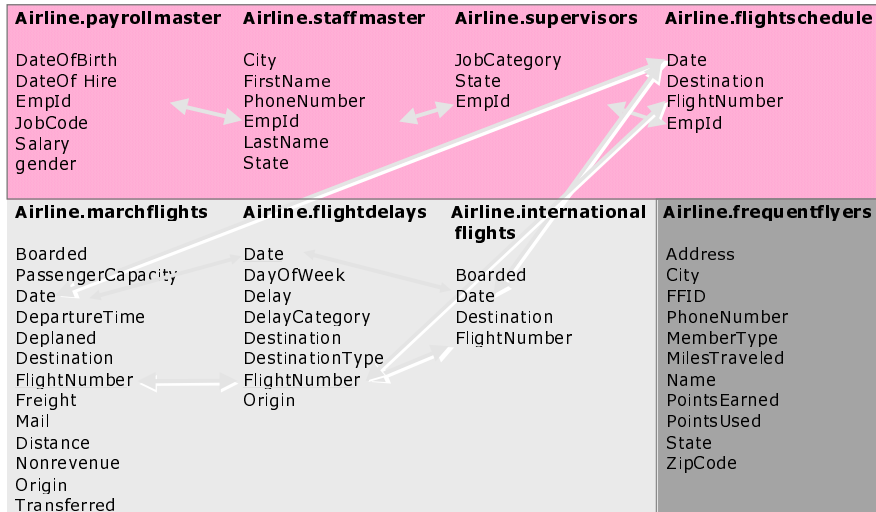 Airline.payrollmaster
DateOfBirth
DateOf Hire
EmpId
JobCode
Salary
gender
Airline.staffmaster
City
FirstName
PhoneNumber
EmpId
LastName
State
Airline.supervisors
JobCategory
State
EmpId
Airline.flightschedule
Date
Destination
FlightNumber
EmpId
Airline.marchflights
Boarded
PassengerCapacity
Date
DepartureTime
Deplaned
Destination
FlightNumber
Freight
Mail
Distance
Nonrevenue
Origin
Transferred
Airline.flightdelays
Date
DayOfWeek
Delay
DelayCategory
Destination
DestinationType
FlightNumber
Origin
Airline.international
flights
Boarded
Date
Destination
FlightNumber
Airline.frequentflyers
Address
City
FFID
PhoneNumber
MemberType
MilesTraveled
Name
PointsEarned
PointsUsed
State
ZipCode